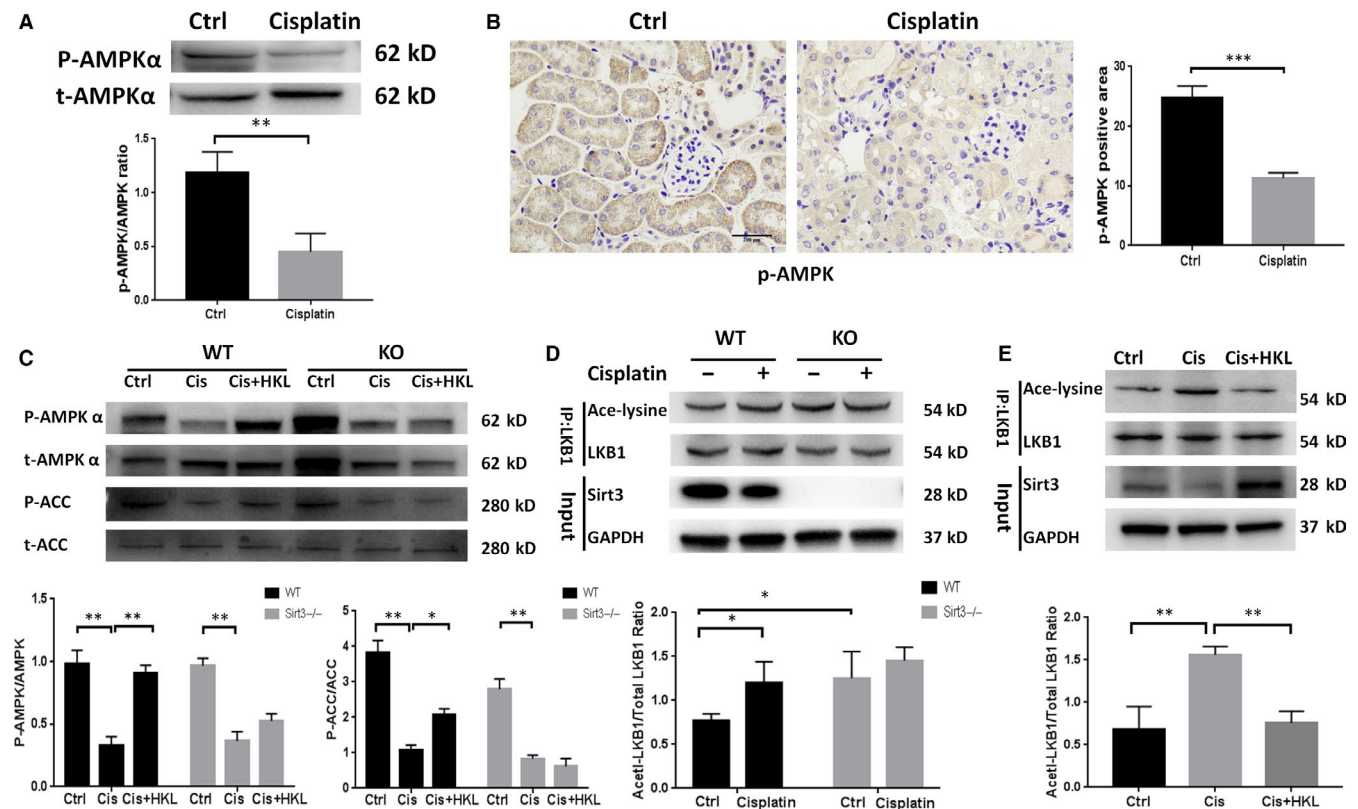 A
Ctrl Cisplatin
P-AMPKα 62 kD
t-AMPKα 62 kD
**
p-AMPK/AMPK ratio
1.5
1.0
0.5
0.0
Ctrl Cisplatin
B
Ctrl Cisplatin
p-AMPK
***
p-AMPK positive area
30
20
10
0
Ctrl Cisplatin
C
WT KO
Ctrl Cis Cis+HKL Ctrl Cis Cis+HKL
P-AMPK α 62 kD
t-AMPK α 62 kD
P-ACC 280 kD
t-ACC 280 kD
WT
Sirt3–/–
** ** **
P-AMPK/AMPK
1.0
0.5
0.0
Ctrl Cis Cis+HKL Ctrl Cis Cis+HKL
WT
Sirt3–/–
** * **
P-ACC/ACC
5
4
3
2
1
0
Ctrl Cis Cis+HKL Ctrl Cis Cis+HKL
D
WT KO
Cisplatin – + – +
IP:LKB1
Ace-lysine 54 kD
LKB1 54 kD
Input
Sirt3 28 kD
GAPDH 37 kD
WT
Sirt3–/–
*
*
Acetl-LKB1/Total LKB1 Ratio
2.0
1.5
1.0
0.5
0.0
Ctrl Cisplatin Ctrl Cisplatin
E
Ctrl Cis Cis+HKL
IP:LKB1
Ace-lysine 54 kD
LKB1 54 kD
Input
Sirt3 28 kD
GAPDH 37 kD
** **
Acetl-LKB1/Total LKB1 Ratio
2.0
1.5
1.0
0.5
0.0
Ctrl Cis Cis+HKL